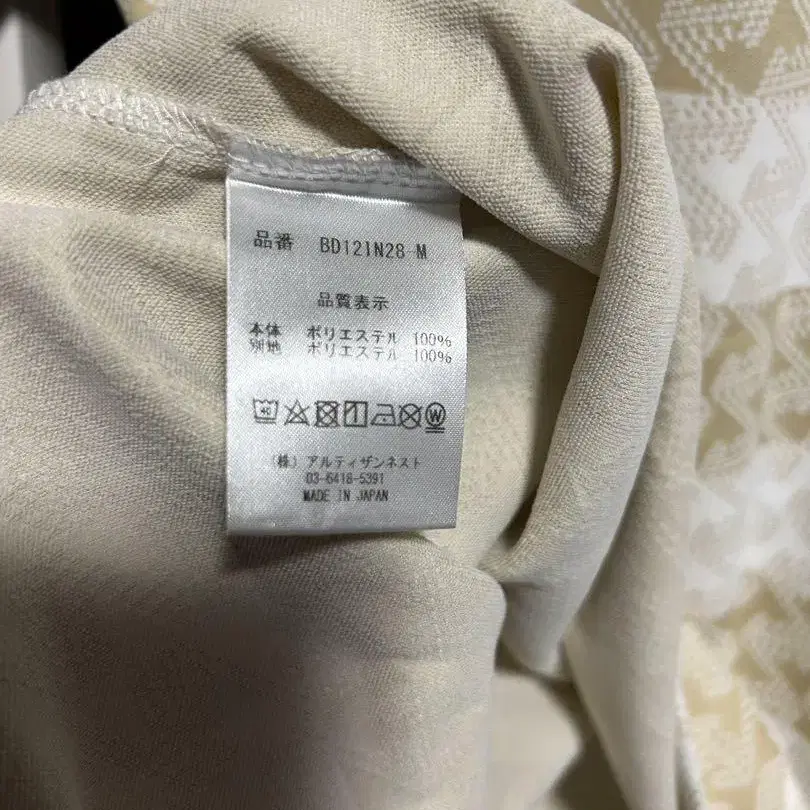 品番 BD121N28-M
品質表示
本体 ポリエステル 100%
別地 ポリエステル 100%
(株) アルティザンネスト
03-6418-5391
MADE IN JAPAN